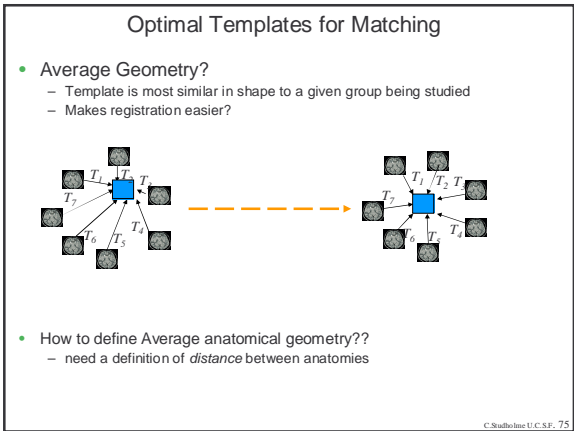 Optimal Templates for Matching
• Average Geometry?
– Template is most similar in shape to a given group being studied
– Makes registration easier?
T1 T2 T3
T7
T6 T5 T4
T1 T2 T3
T7
T6 T5 T4
• How to define Average anatomical geometry??
– need a definition of distance between anatomies
C.Studholme U.C.S.F. 75